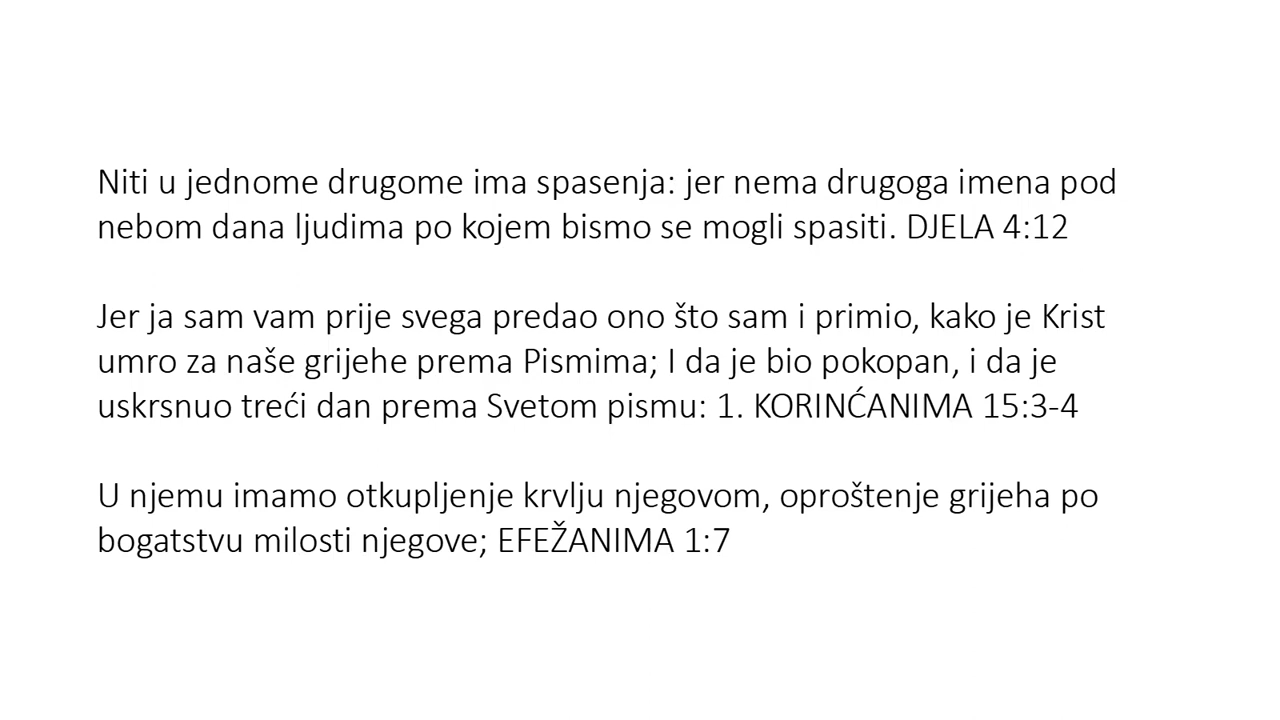 Niti u jednome drugome ima spasenja: jer nema drugoga imena pod
nebom dana ljudima po kojem bismo se mogli spasiti. DJELA 4:12
Jer ja sam vam prije svega predao ono što sam i primio, kako je Krist
umro za naše grijehe prema Pismima; I da je bio pokopan, i da je
uskrsnuo treći dan prema Svetom pismu: 1. KORINĆANIMA 15:3-4
U njemu imamo otkupljenje krvlju njegovom, oproštenje grijeha po
bogatstvu milosti njegove; EFEŽANIMA 1:7